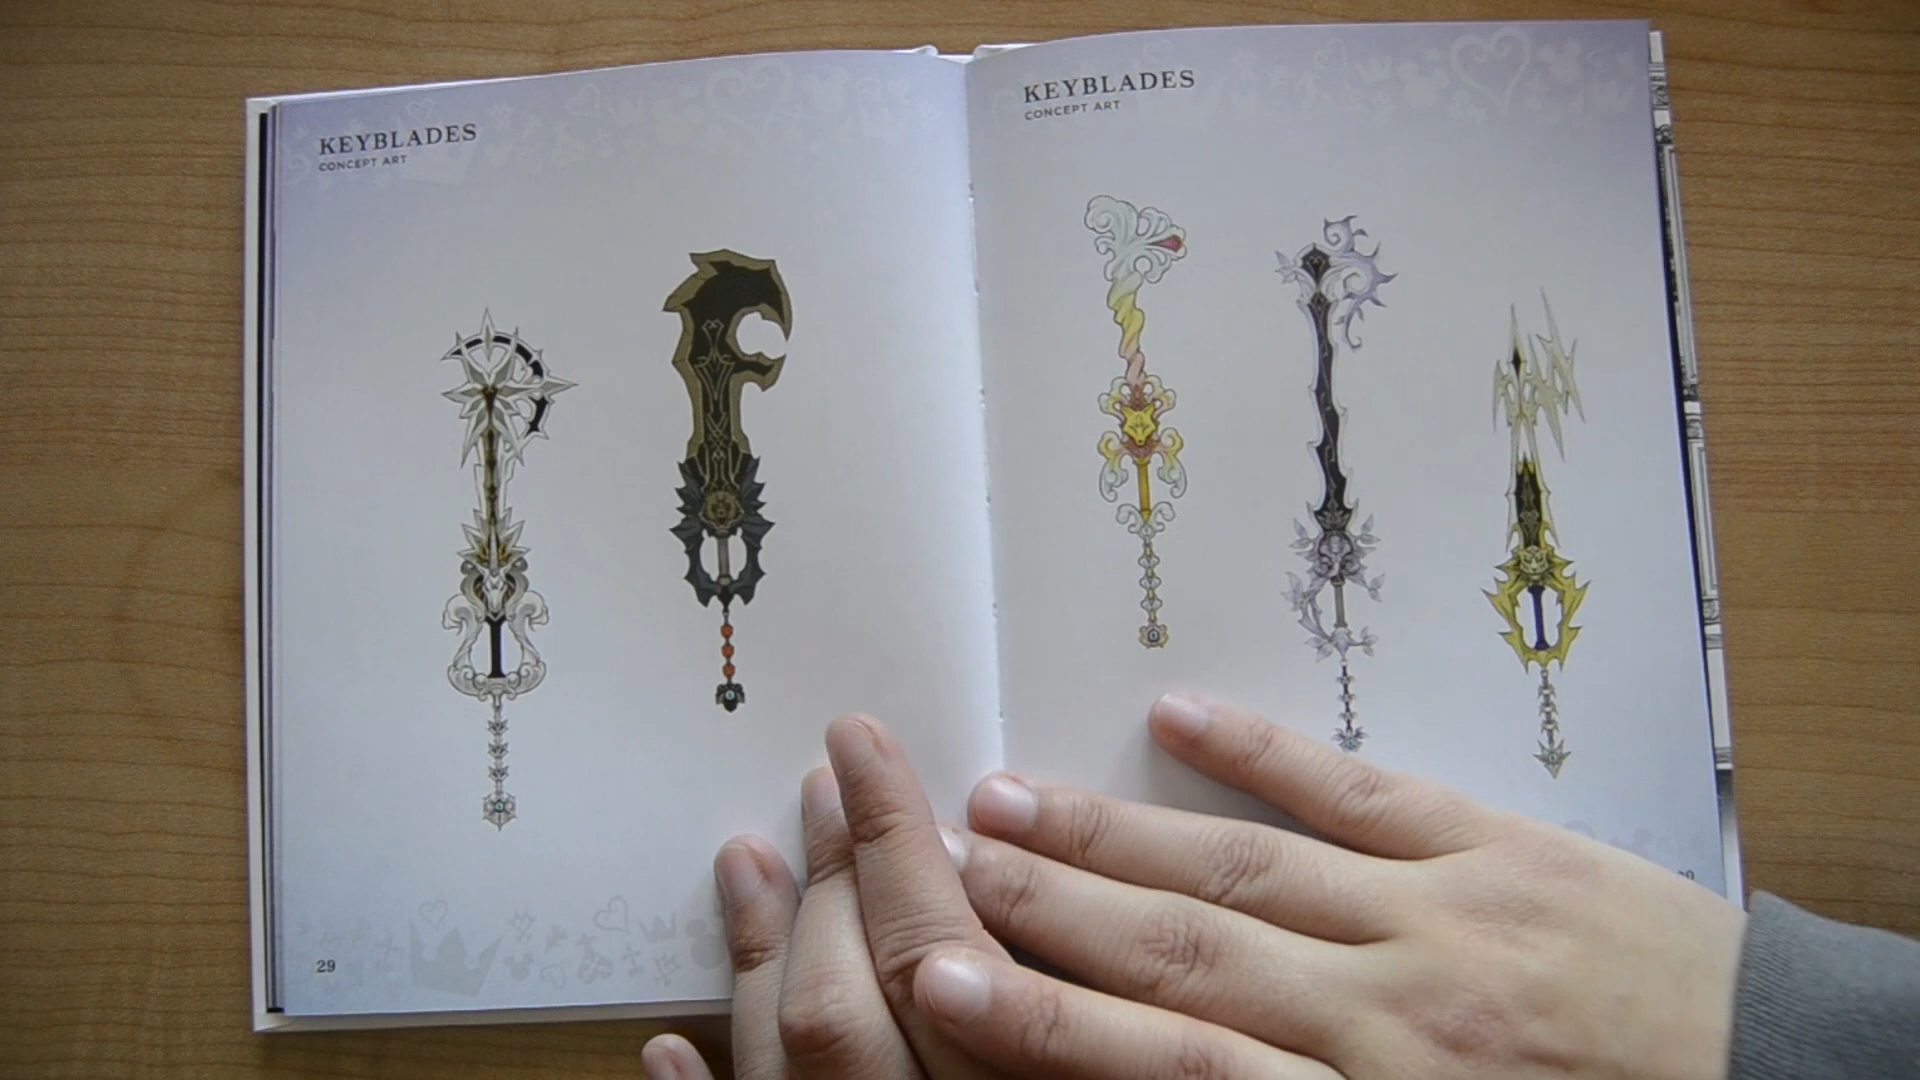 KEYBLADES
CONCEPT ART
29
KEYBLADES
CONCEPT ART